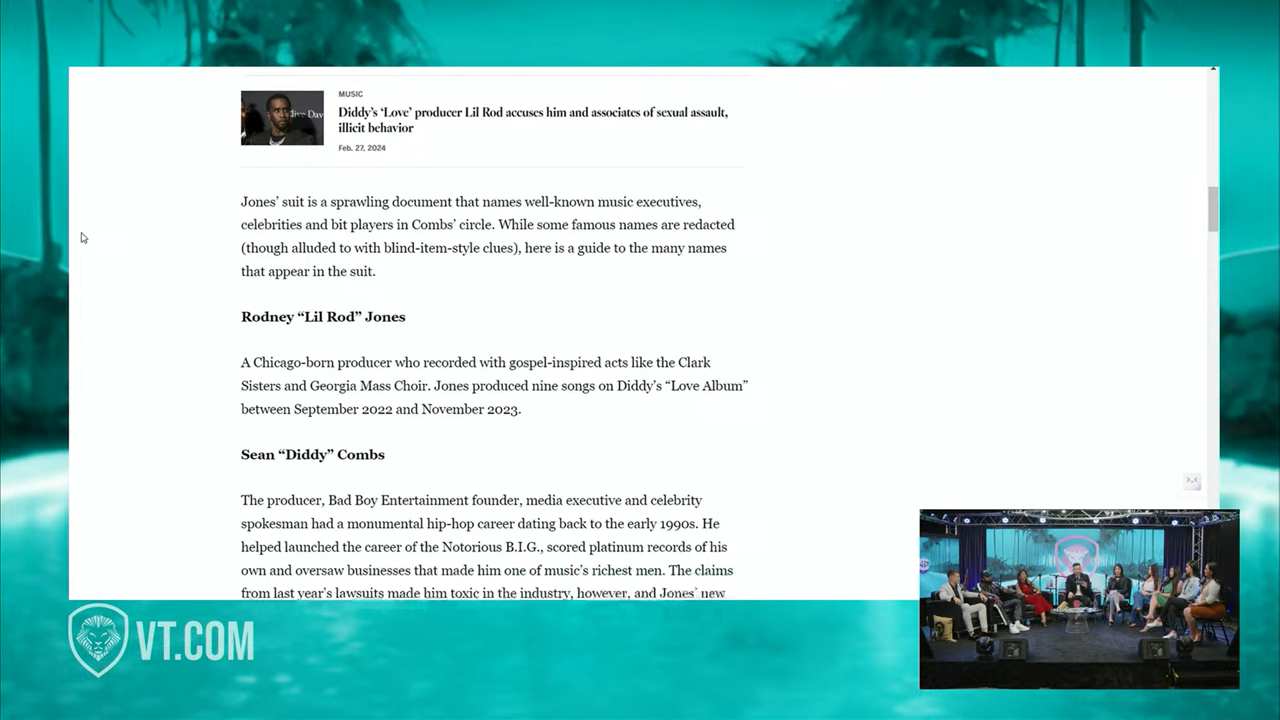 MUSIC
Diddy's 'Love' producer Lil Rod accuses him and associates of sexual assault,
illicit behavior
Feb. 27, 2024
Jones' suit is a sprawling document that names well-known music executives,
celebrities and bit players in Combs' circle. While some famous names are redacted
(though alluded to with blind-item-style clues), here is a guide to the many names
that appear in the suit.
Rodney “Lil Rod” Jones
A Chicago-born producer who recorded with gospel-inspired acts like the Clark
Sisters and Georgia Mass Choir. Jones produced nine songs on Diddy's “Love Album”
between September 2022 and November 2023.
Sean “Diddy” Combs
The producer, Bad Boy Entertainment founder, media executive and celebrity
spokesman had a monumental hip-hop career dating back to the early 1990s. He
helped launched the career of the Notorious B.I.G., scored platinum records of his
own and oversaw businesses that made him one of music's richest men. The claims
from last year's lawsuits made him toxic in the industry, however, and Jones' new
VT.COM